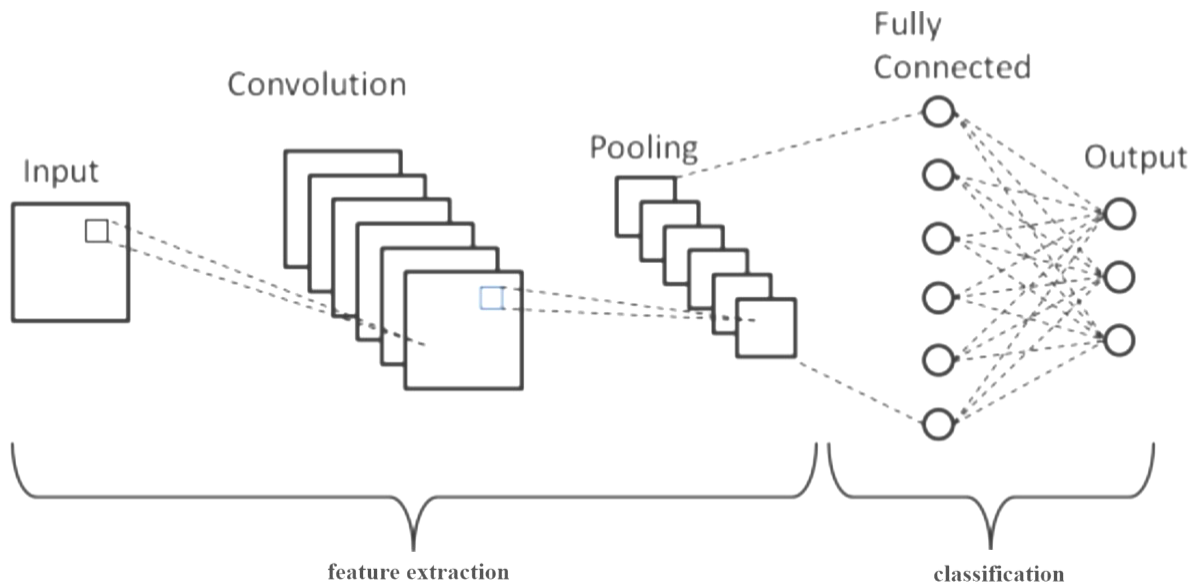 Fully
Connected
Convolution
Pooling
Output
Input
feature extraction
classification